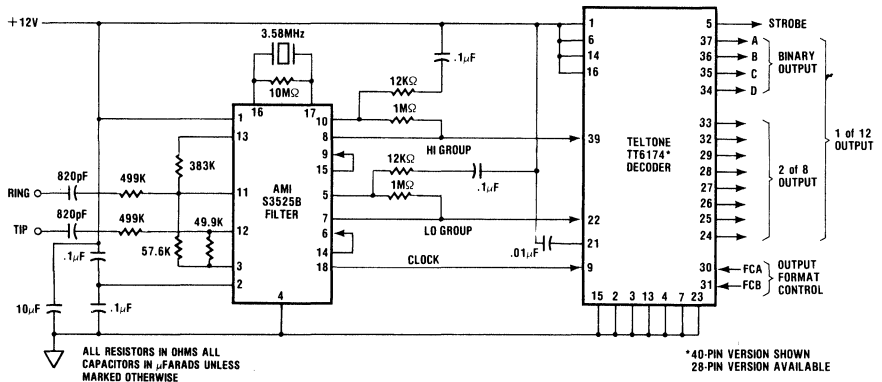 +12V
3.58MHz
10MΩ
16
17
.1μF
12KΩ
1MΩ
1
13
10
8
9
15
5
7
6
14
18
11
12
3
2
4
383K
820pF
RING
499K
820pF
TIP
499K
49.9K
57.6K
.1μF
10μF
.1μF
AMI
S3525B
FILTER
HI GROUP
12KΩ
1MΩ
.1μF
LO GROUP
.01μF
CLOCK
1
6
14
16
39
22
21
9
TELTONE
TT6174*
DECODER
5
STROBE
37
A
36
B
35
C
34
D
BINARY
OUTPUT
33
32
29
28
27
26
25
24
2 of 8
OUTPUT
1 of 12
OUTPUT
30
FCA
31
FCB
OUTPUT
FORMAT
CONTROL
15 2 3 13 4 7 23
ALL RESISTORS IN OHMS ALL
CAPACITORS IN μFARADS UNLESS
MARKED OTHERWISE
*40-PIN VERSION SHOWN
28-PIN VERSION AVAILABLE